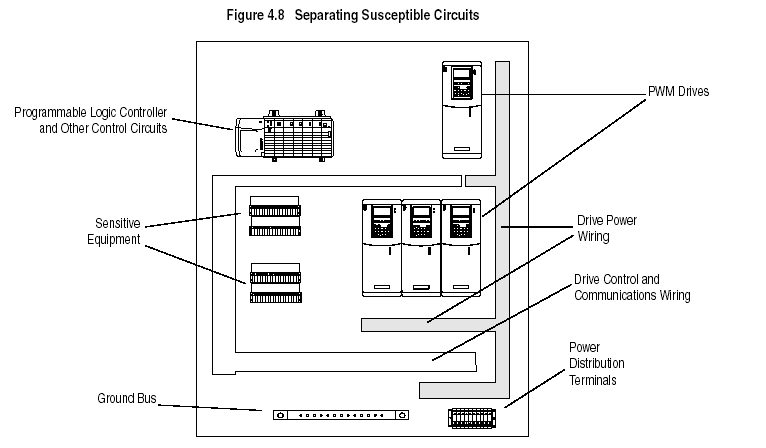 Figure 4.8 Separating Susceptible Circuits
PWM Drives
Programmable Logic Controller
and Other Control Circuits
Sensitive
Equipment
Drive Power
Wiring
Drive Control and
Communications Wiring
Power
Distribution
Terminals
Ground Bus